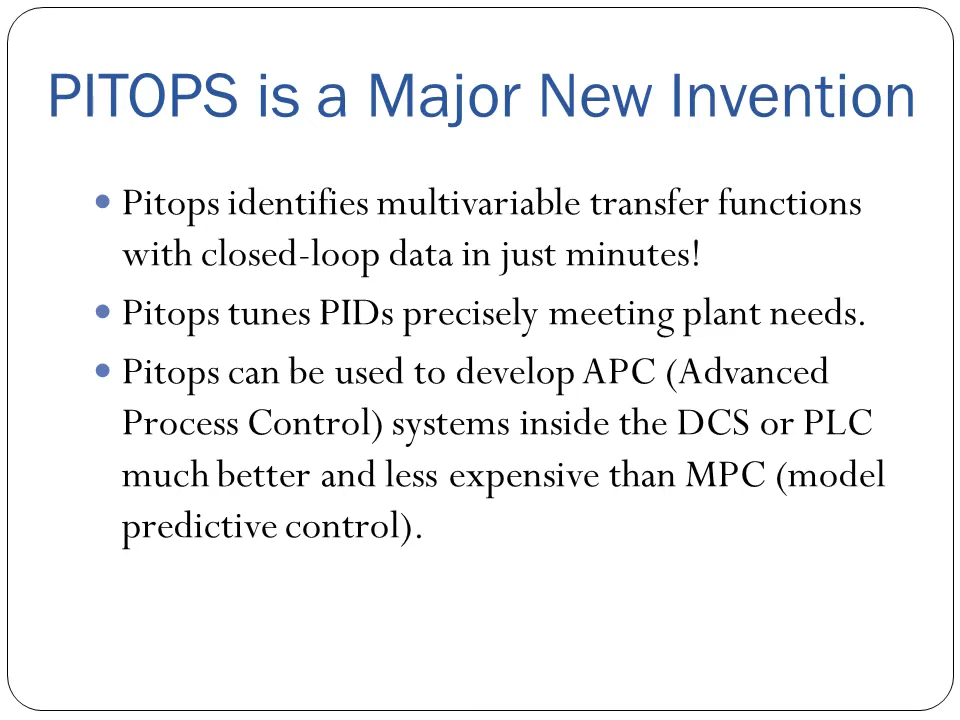 PITOPS is a Major New Invention
• Pitops identifies multivariable transfer functions
with closed-loop data in just minutes!
• Pitops tunes PIDs precisely meeting plant needs.
• Pitops can be used to develop APC (Advanced
Process Control) systems inside the DCS or PLC
much better and less expensive than MPC (model
predictive control).